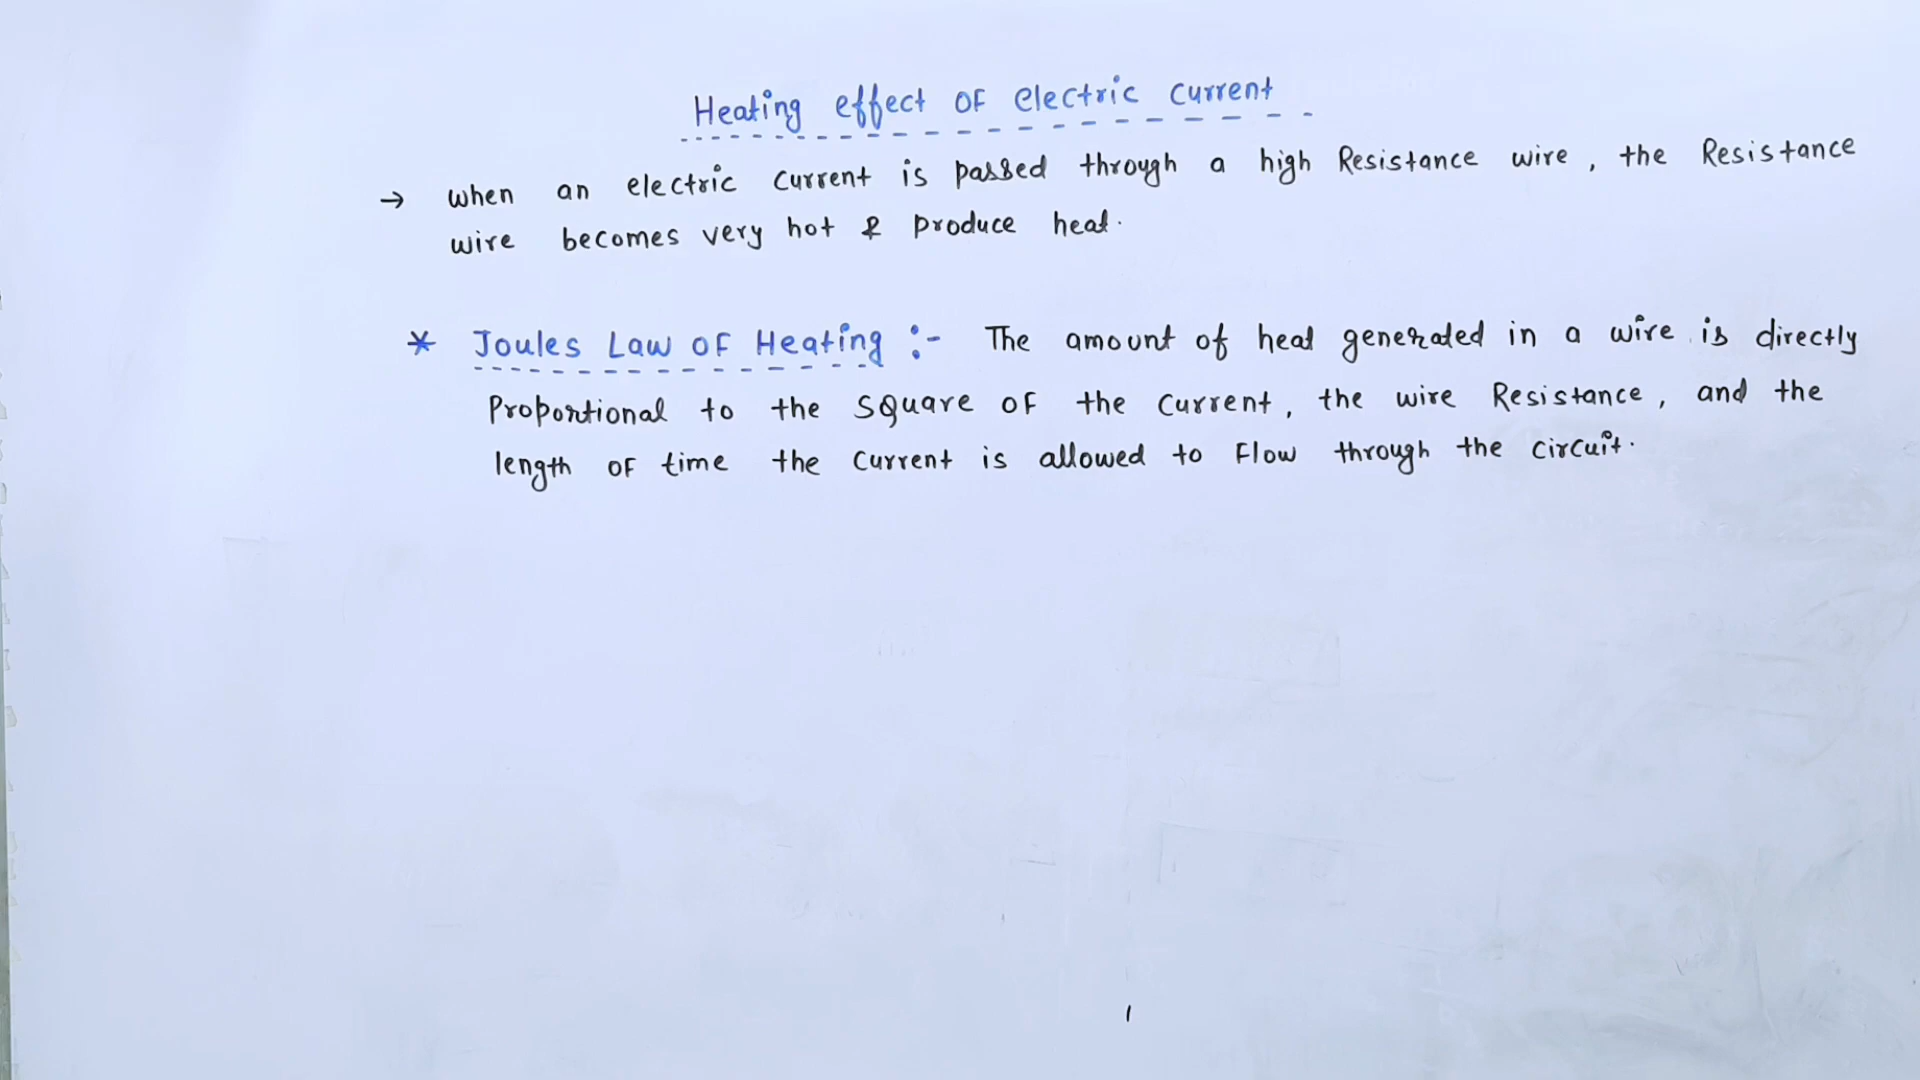 Heating effect OF electric current
→ when an electric current is passed through a high Resistance wire, the Resistance
wire becomes very hot & produce heat.
* Joules Law OF Heating :- The amount of heat generated in a wire is directly
Proportional to the square OF the current, the wire Resistance, and the
length OF time the current is allowed to Flow through the circuit.